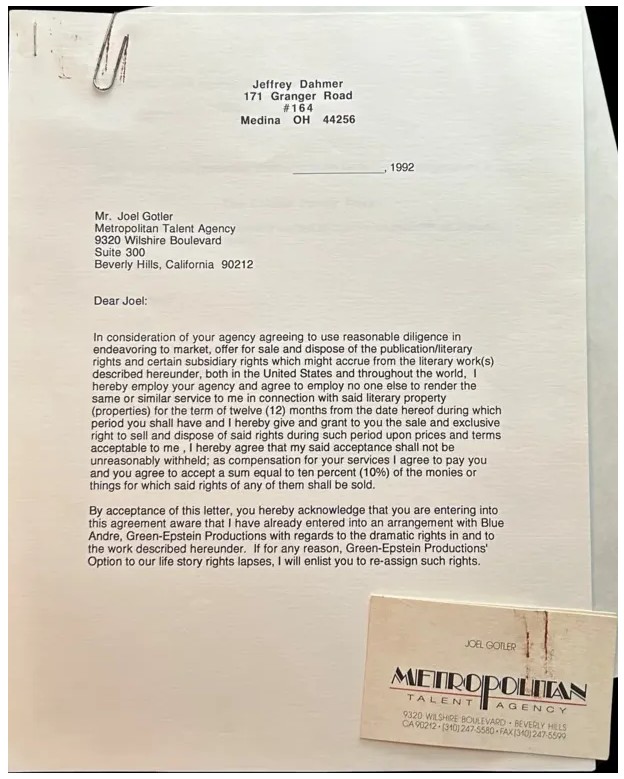 Jeffrey Dahmer
171 Granger Road
#164
Medina OH 44256
____________, 1992
Mr. Joel Gotler
Metropolitan Talent Agency
9320 Wilshire Boulevard
Suite 300
Beverly Hills, California 90212
Dear Joel:
In consideration of your agency agreeing to use reasonable diligence in
endeavoring to market, offer for sale and dispose of the publication/literary
rights and certain subsidiary rights which might accrue from the literary work(s)
described hereunder, both in the United States and throughout the world, I
hereby employ your agency and agree to employ no one else to render the
same or similar service to me in connection with said literary property
(properties) for the term of twelve (12) months from the date hereof during which
period you shall have and I hereby give and grant to you the sale and exclusive
right to sell and dispose of said rights during such period upon prices and terms
acceptable to me , I hereby agree that my said acceptance shall not be
unreasonably withheld; as compensation for your services I agree to pay you
and you agree to accept a sum equal to ten percent (10%) of the monies or
things for which said rights of any of them shall be sold.
By acceptance of this letter, you hereby acknowledge that you are entering into
this agreement aware that I have already entered into an arrangement with Blue
Andre, Green-Epstein Productions with regards to the dramatic rights in and to
the work described hereunder.  If for any reason, Green-Epstein Productions'
Option to our life story rights lapses, I will enlist you to re-assign such rights.
JOEL GOTLER
METROPOLITAN
TALENT AGENCY
9320 WILSHIRE BOULEVARD • BEVERLY HILLS
CA 90212 • (310) 247-5580 • FAX (310) 247-5599